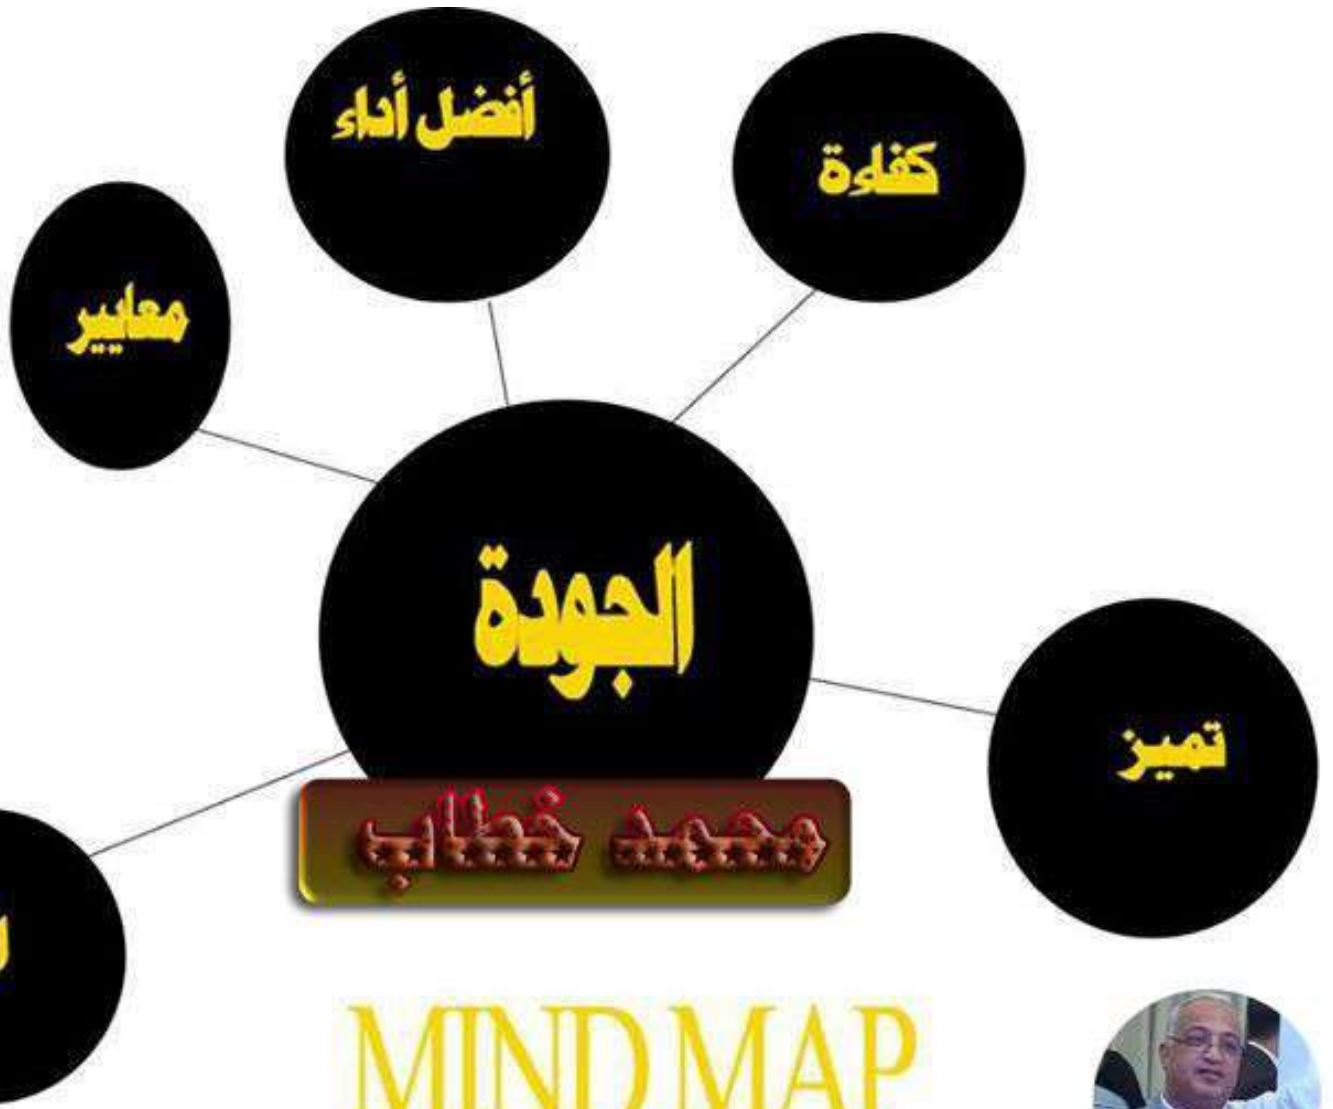 أفضل أداء
كفاءة
معايير
الجودة
تميز
محمد خطاب
MIND MAP